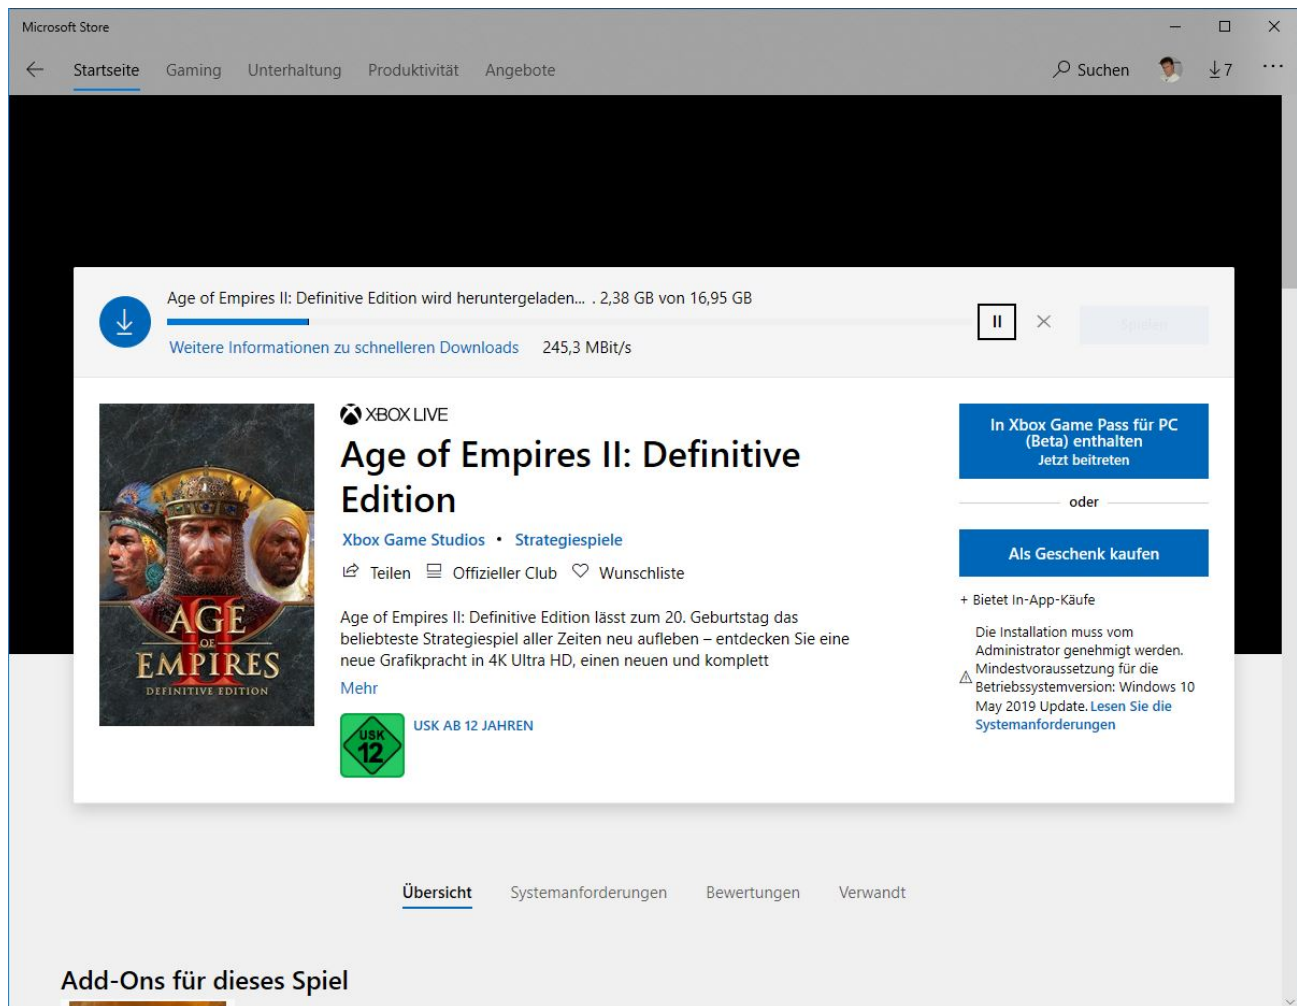 Microsoft Store
Startseite Gaming Unterhaltung Produktivität Angebote Suchen 7
Age of Empires II: Definitive Edition wird heruntergeladen... . 2,38 GB von 16,95 GB
Weitere Informationen zu schnelleren Downloads 245,3 MBit/s
Spielen
AGE
OF
EMPIRES
II
DEFINITIVE EDITION
XBOX LIVE
Age of Empires II: Definitive
Edition
Xbox Game Studios • Strategiespiele
Teilen Offizieller Club Wunschliste
Age of Empires II: Definitive Edition lässt zum 20. Geburtstag das
beliebteste Strategiespiel aller Zeiten neu aufleben – entdecken Sie eine
neue Grafikpracht in 4K Ultra HD, einen neuen und komplett
Mehr
USK
12
USK AB 12 JAHREN
In Xbox Game Pass für PC
(Beta) enthalten
Jetzt beitreten
oder
Als Geschenk kaufen
+ Bietet In-App-Käufe
Die Installation muss vom
Administrator genehmigt werden.
Mindestvoraussetzung für die
Betriebssystemversion: Windows 10
May 2019 Update. Lesen Sie die
Systemanforderungen
Übersicht Systemanforderungen Bewertungen Verwandt
Add-Ons für dieses Spiel